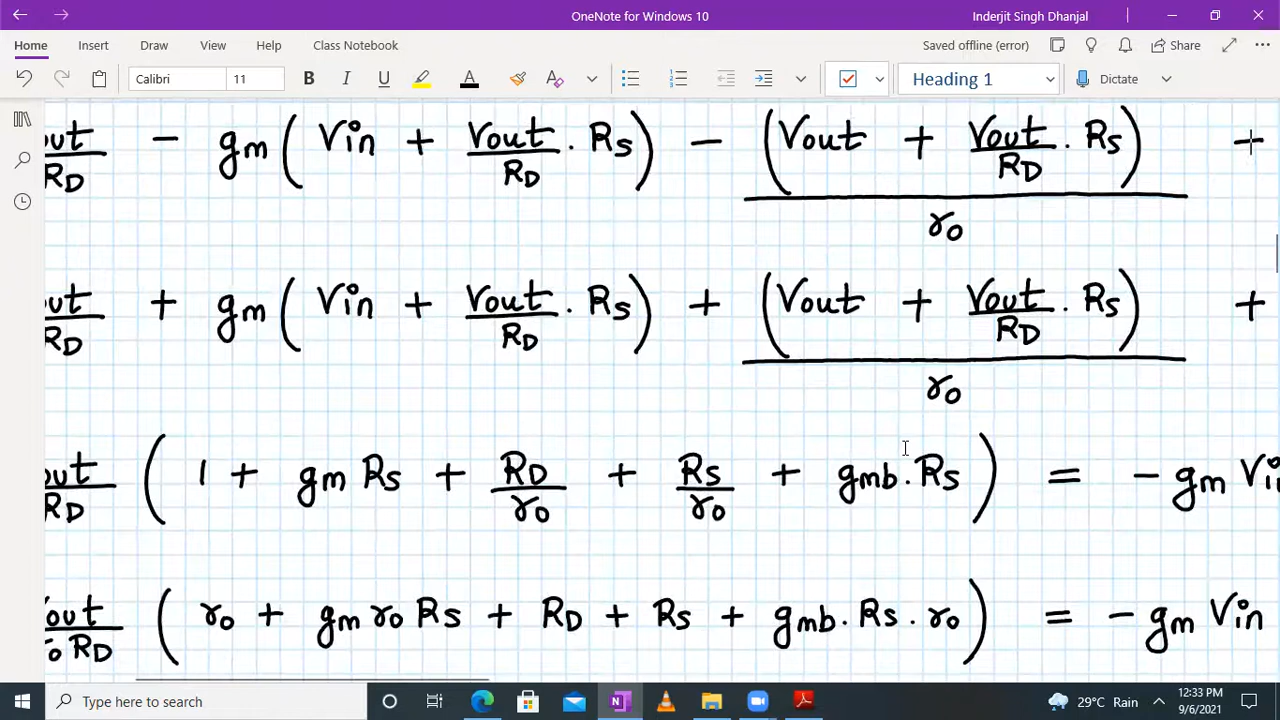 OneNote for Windows 10
Inderjit Singh Dhanjal
Home Insert Draw View Help Class Notebook
Saved offline (error) Share
Calibri 11 B I U A Heading 1 Dictate
out/RD - gm (Vin + Vout/RD . Rs) - (Vout + Vout/RD . Rs)/ro +
out/RD + gm (Vin + Vout/RD . Rs) + (Vout + Vout/RD . Rs)/ro +
out/RD (1 + gm Rs + RD/ro + Rs/ro + gmb . Rs) = - gm Vin
out/ro RD (ro + gm ro Rs + RD + Rs + gmb . Rs . ro) = - gm Vin
Type here to search
29°C Rain
12:33 PM
9/6/2021